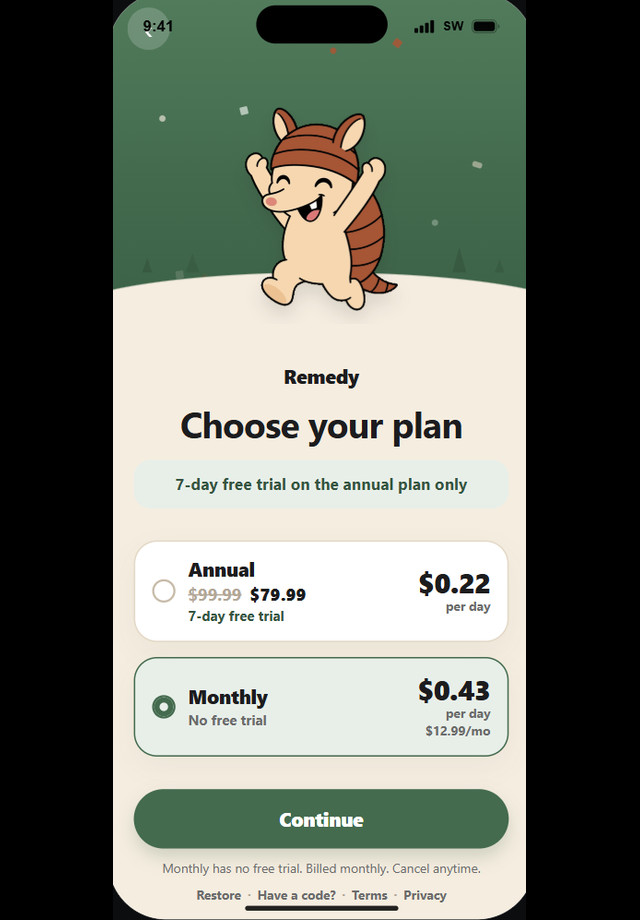 9:41
SW
Remedy
Choose your plan
7-day free trial on the annual plan only
Annual
$99.99 $79.99
7-day free trial
$0.22
per day
Monthly
No free trial
$0.43
per day
$12.99/mo
Continue
Monthly has no free trial. Billed monthly. Cancel anytime.
Restore · Have a code? · Terms · Privacy